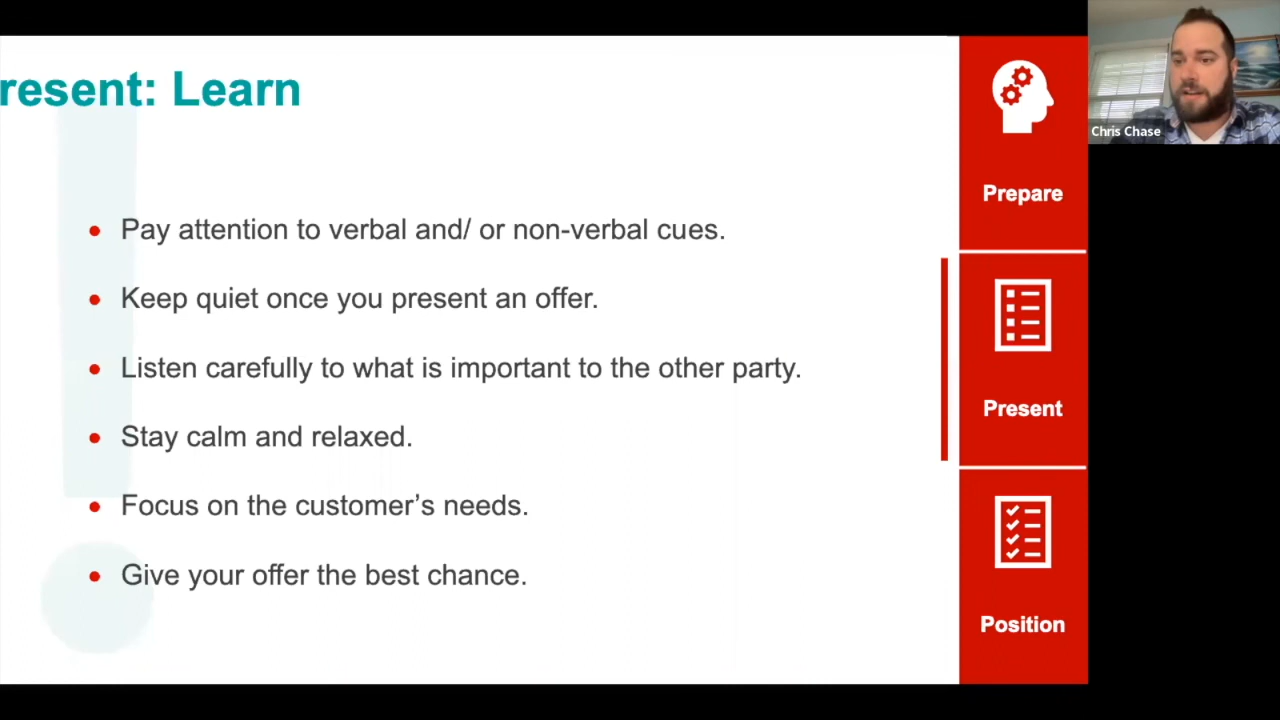 resent: Learn
Pay attention to verbal and/ or non-verbal cues.
Keep quiet once you present an offer.
Listen carefully to what is important to the other party.
Stay calm and relaxed.
Focus on the customer’s needs.
Give your offer the best chance.
Prepare
Present
Position
Chris Chase